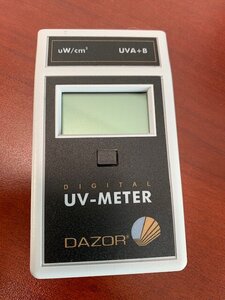 uW/cm² UVA+B
DIGITAL
UV-METER
DAZOR®